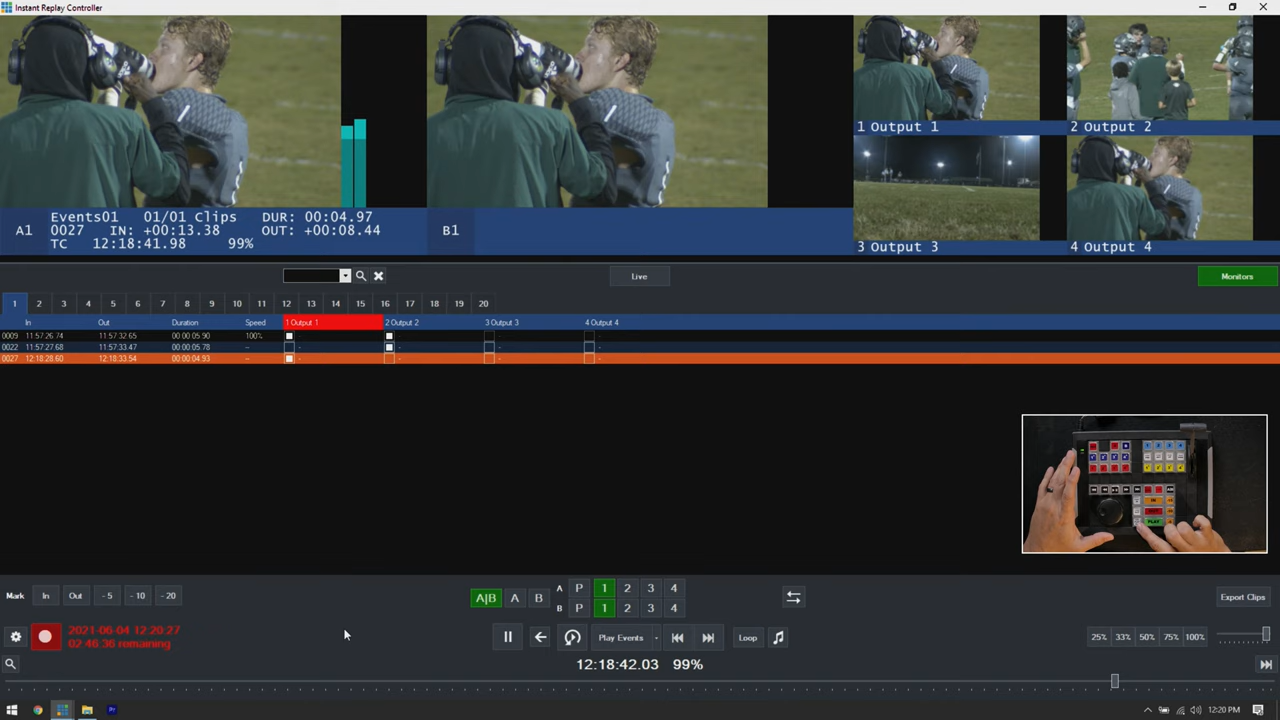 Instant Replay Controller
1 Output 1
2 Output 2
3 Output 3
4 Output 4
A1
Events01 01/01 Clips DUR: 00:04.97
0027 IN: +00:13.38 OUT: +00:08.44
TC 12:18:41.98 99%
B1
Live
Monitors
1 2 3 4 5 6 7 8 9 10 11 12 13 14 15 16 17 18 19 20
In Out Duration Speed 1 Output 1 2 Output 2 3 Output 3 4 Output 4
0009 11:57:26.74 11:57:32.65 00:00:05.90 100% - - - -
0022 11:57:27.68 11:57:33.47 00:00:05.78 -- - - - -
0027 12:18:28.60 12:18:33.54 00:00:04.93 -- - - - -
IN
PLAY
Mark In Out - 5 - 10 - 20
A|B A B
A P 1 2 3 4
B P 1 2 3 4
Export Clips
2021-06-04 12:20:27
02:46:36 remaining
Play Events
Loop
25% 33% 50% 75% 100%
12:18:42.03 99%
Pr
12:20 PM